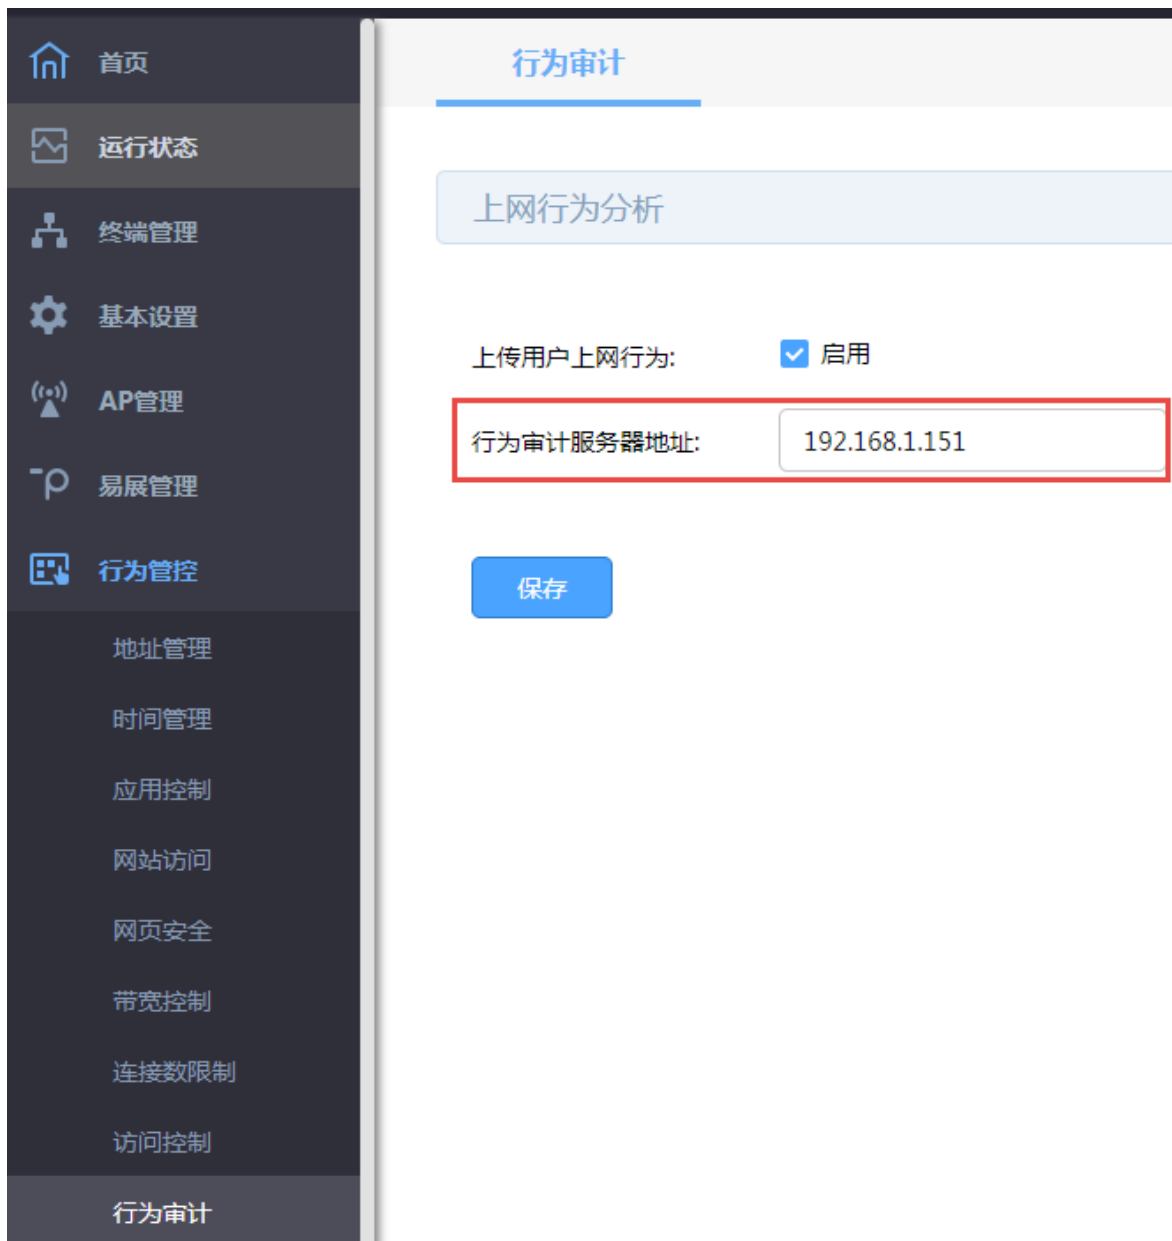 首页
运行状态
终端管理
基本设置
AP管理
易展管理
行为管控
地址管理
时间管理
应用控制
网站访问
网页安全
带宽控制
连接数限制
访问控制
行为审计
行为审计
上网行为分析
上传用户上网行为: 启用
行为审计服务器地址: 192.168.1.151
保存